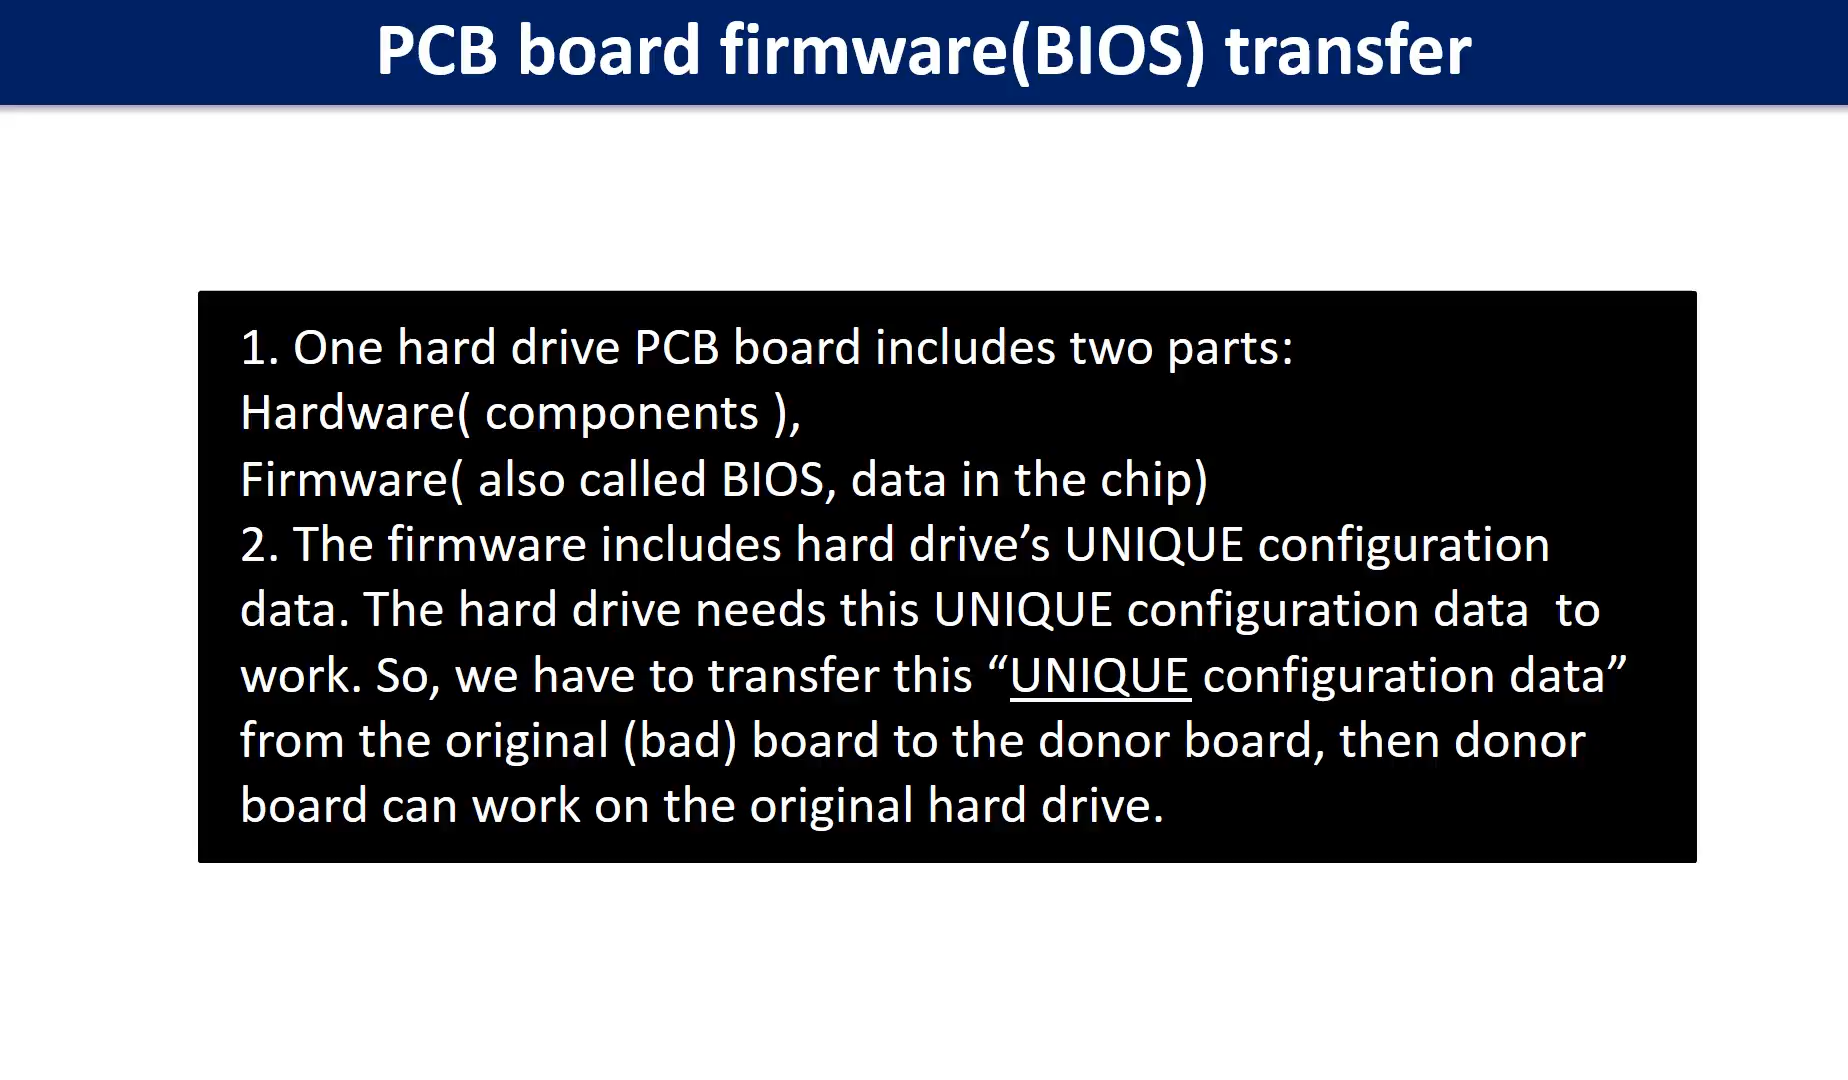 PCB board firmware(BIOS) transfer
1. One hard drive PCB board includes two parts:
Hardware( components ),
Firmware( also called BIOS, data in the chip)
2. The firmware includes hard drive’s UNIQUE configuration
data. The hard drive needs this UNIQUE configuration data  to
work. So, we have to transfer this “UNIQUE configuration data”
from the original (bad) board to the donor board, then donor
board can work on the original hard drive.